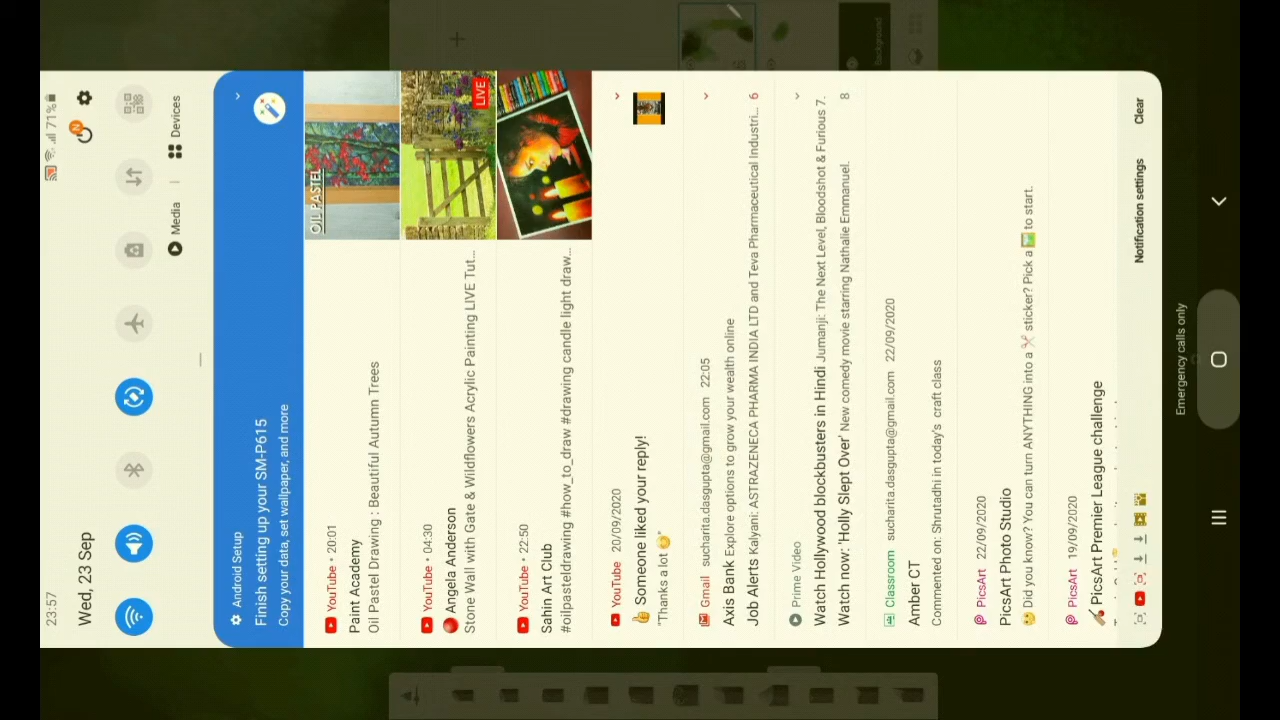 23:57
71%
Wed, 23 Sep
N
Media | Devices
Android Setup
Finish setting up your SM-P615
Copy your data, set wallpaper, and more
YouTube • 20:01
Paint Academy
Oil Pastel Drawing : Beautiful Autumn Trees
OIL PASTEL
YouTube • 04:30
Angela Anderson
Stone Wall with Gate & Wildflowers Acrylic Painting LIVE Tut...
LIVE
YouTube • 22:50
Sahin Art Club
#oilpasteldrawing #how_to_draw #drawing candle light draw...
YouTube 20/09/2020
👍 Someone liked your reply!
"Thanks a lot 😊"
Gmail sucharita.dasgupta@gmail.com 22:05
Axis Bank Explore options to grow your wealth online
Job Alerts Kalyani: ASTRAZENECA PHARMA INDIA LTD and Teva Pharmaceutical Industri... 6
Prime Video
Watch Hollywood blockbusters in Hindi Jumanji: The Next Level, Bloodshot & Furious 7.
Watch now: 'Holly Slept Over' New comedy movie starring Nathalie Emmanuel. 8
Classroom sucharita.dasgupta@gmail.com 22/09/2020
Amber CT
Commented on: Shrutadhi in today's craft class
PicsArt 22/09/2020
PicsArt Photo Studio
Did you know? You can turn ANYTHING into a ✂ sticker? Pick a to start.
PicsArt 19/09/2020
🏏 PicsArt Premier League challenge
Notification settings Clear
Emergency calls only
Background